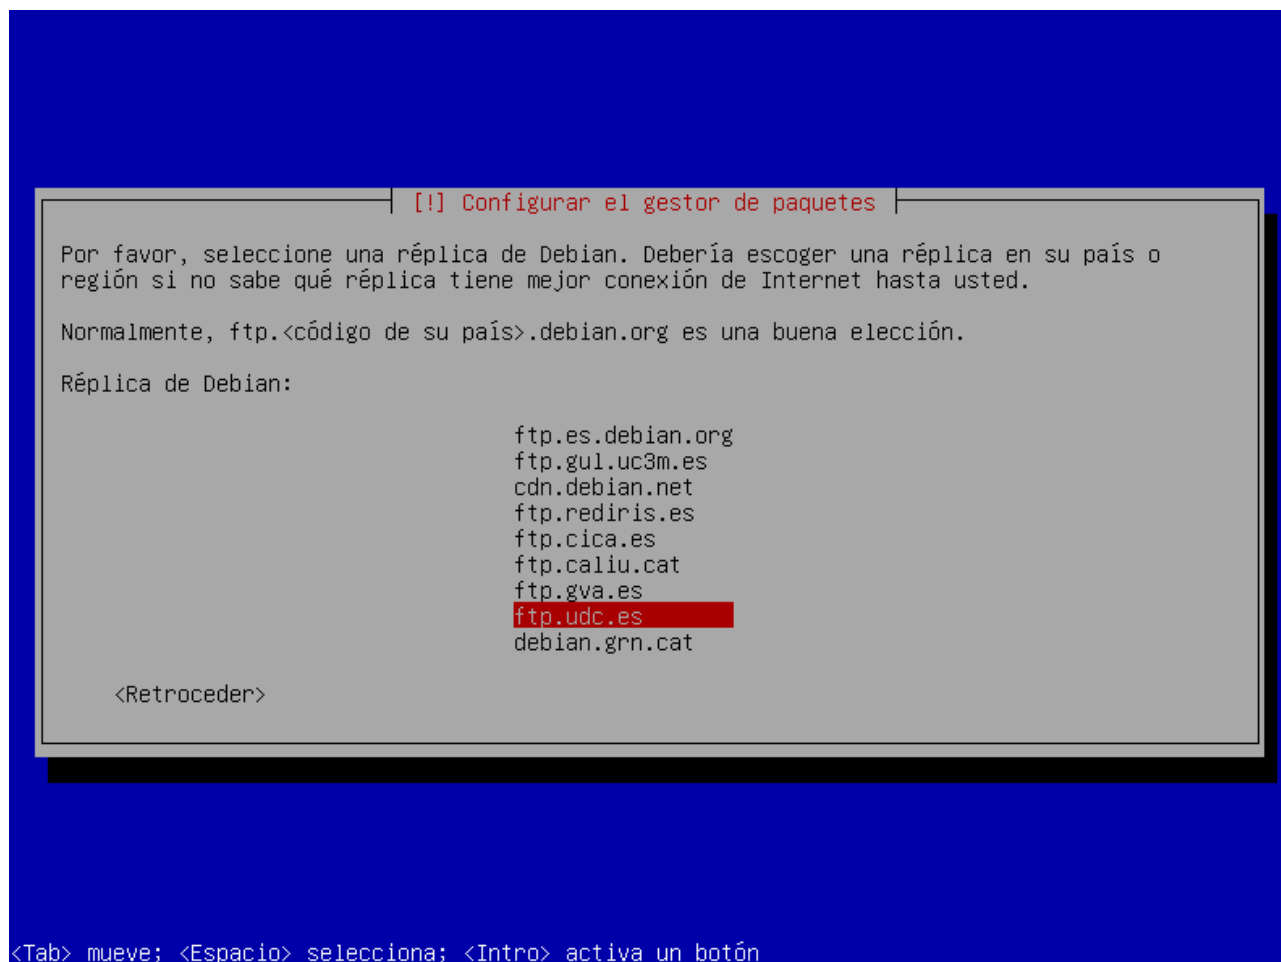 [!] Configurar el gestor de paquetes
Por favor, seleccione una réplica de Debian. Debería escoger una réplica en su país o
región si no sabe qué réplica tiene mejor conexión de Internet hasta usted.
Normalmente, ftp.<código de su país>.debian.org es una buena elección.
Réplica de Debian:
ftp.es.debian.org
ftp.gul.uc3m.es
cdn.debian.net
ftp.rediris.es
ftp.cica.es
ftp.caliu.cat
ftp.gva.es
ftp.udc.es
debian.grn.cat
<Retroceder>
<Tab> mueve; <Espacio> selecciona; <Intro> activa un botón